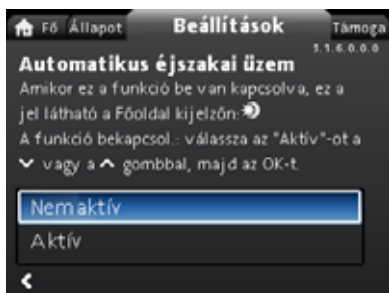 Fő Állapot Beállítások Támoga
3.1.6.0.0.0
Automatikus éjszakai üzem
Amikor ez a funkció be van kapcsolva, ez a
jel látható a Főoldal kijelzőn:
A funkció bekapcsol.: válassza az "Aktív"-ot a
vagy a gombbal, majd az OK-t.
Nem aktív
Aktív